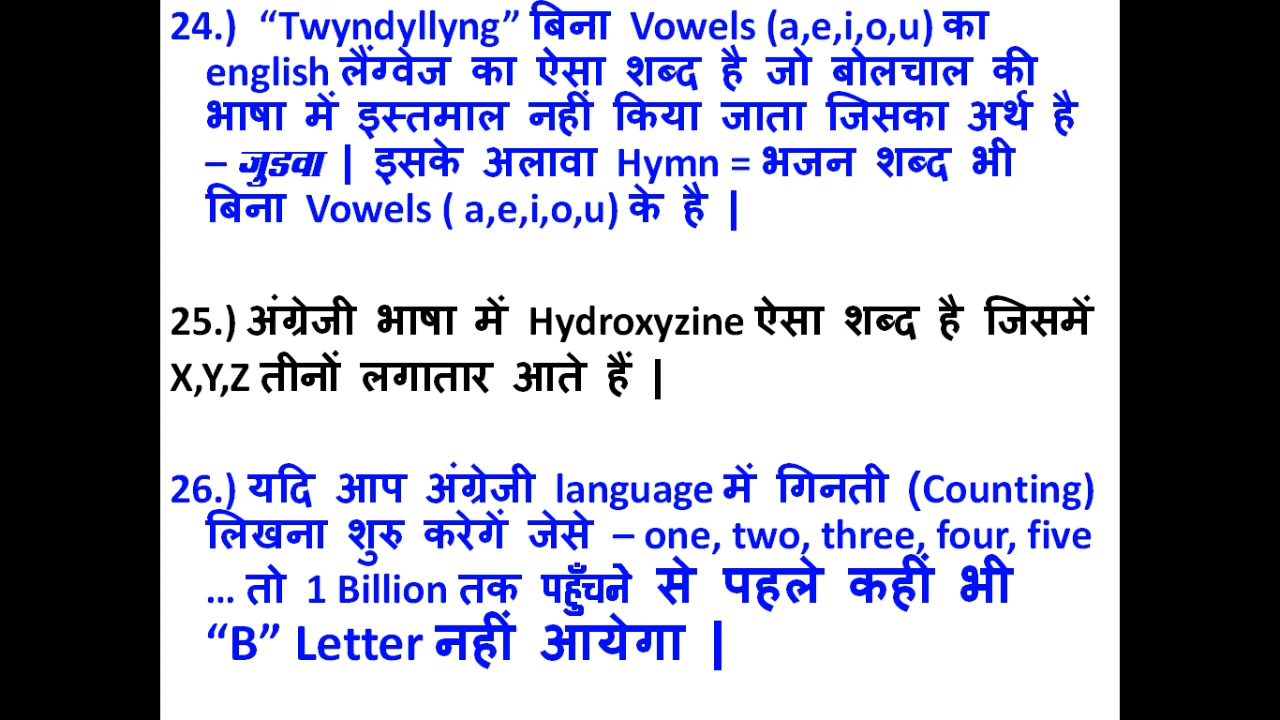 24.) “Twyndyllyng” बिना Vowels (a,e,i,o,u) का
english लैंग्वेज का ऐसा शब्द है जो बोलचाल की
भाषा में इस्तमाल नहीं किया जाता जिसका अर्थ है
– जुडवा | इसके अलावा Hymn = भजन शब्द भी
बिना Vowels ( a,e,i,o,u) के है |
25.) अंग्रेजी भाषा में Hydroxyzine ऐसा शब्द है जिसमें
X,Y,Z तीनों लगातार आते हैं |
26.) यदि आप अंग्रेजी language में गिनती (Counting)
लिखना शुरु करेगें जेसे – one, two, three, four, five
... तो 1 Billion तक पहुँचने से पहले कहीं भी
“B” Letter नहीं आयेगा |